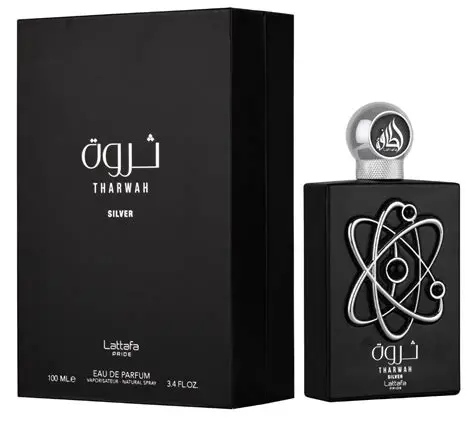 ثروة
THARWAH
SILVER
Lattafa
PRIDE
100 ML e
EAU DE PARFUM
VAPORISATEUR - NATURAL SPRAY
3.4 FL.OZ.
لطافة
ثروة
THARWAH
SILVER
Lattafa
PRIDE